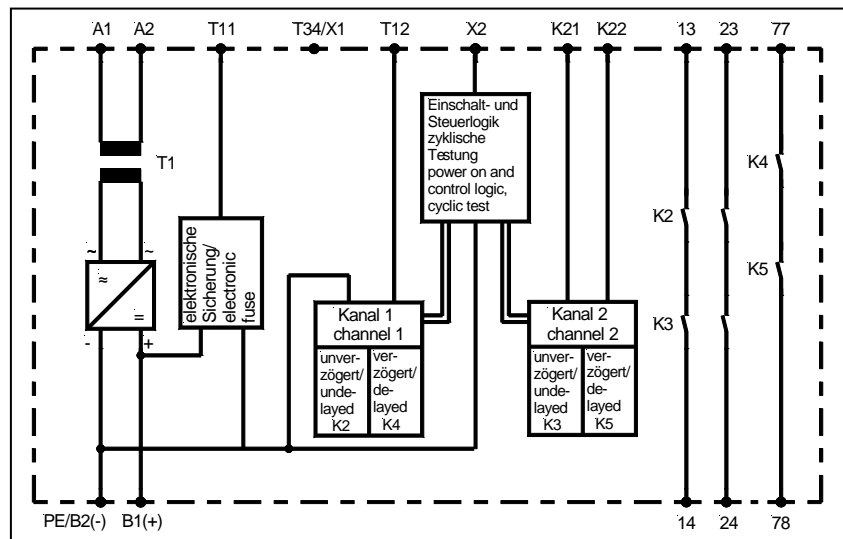 A1 A2 T11 T34/X1 T12 X2 K21 K22 13 23 77
T1
~ ~
≈
=
- +
elektronische
Sicherung/
electronic
fuse
Einschalt- und
Steuerlogik
zyklische
Testung
power on and
control logic,
cyclic test
Kanal 1
channel 1
unver-
zögert/
unde-
layed
K2
ver-
zögert/
de-
layed
K4
Kanal 2
channel 2
unver-
zögert/
unde-
layed
K3
ver-
zögert/
de-
layed
K5
K4
K2
K5
K3
PE/B2(-) B1(+) 14 24 78